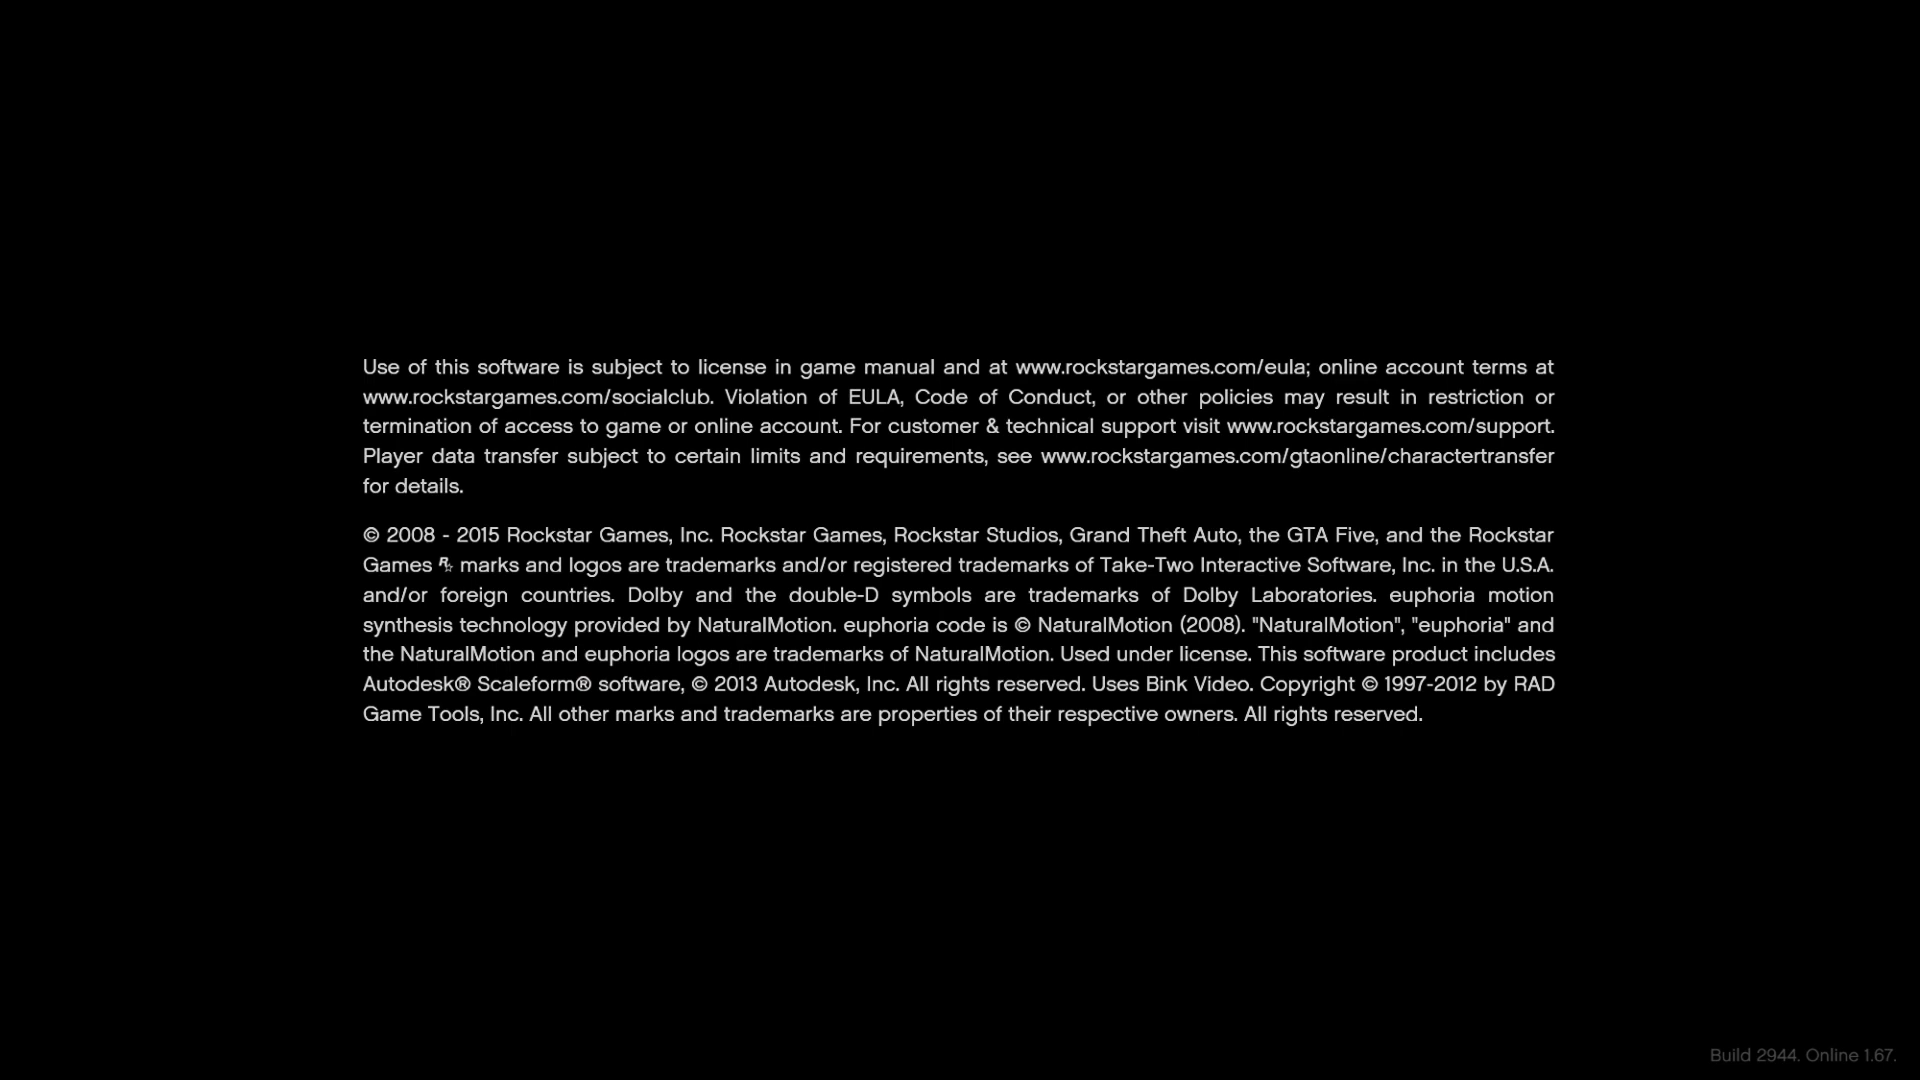 Use of this software is subject to license in game manual and at www.rockstargames.com/eula; online account terms at
www.rockstargames.com/socialclub. Violation of EULA, Code of Conduct, or other policies may result in restriction or
termination of access to game or online account. For customer & technical support visit www.rockstargames.com/support.
Player data transfer subject to certain limits and requirements, see www.rockstargames.com/gtaonline/charactertransfer
for details.
© 2008 - 2015 Rockstar Games, Inc. Rockstar Games, Rockstar Studios, Grand Theft Auto, the GTA Five, and the Rockstar
Games R* marks and logos are trademarks and/or registered trademarks of Take-Two Interactive Software, Inc. in the U.S.A.
and/or foreign countries. Dolby and the double-D symbols are trademarks of Dolby Laboratories. euphoria motion
synthesis technology provided by NaturalMotion. euphoria code is © NaturalMotion (2008). "NaturalMotion", "euphoria" and
the NaturalMotion and euphoria logos are trademarks of NaturalMotion. Used under license. This software product includes
Autodesk® Scaleform® software, © 2013 Autodesk, Inc. All rights reserved. Uses Bink Video. Copyright © 1997-2012 by RAD
Game Tools, Inc. All other marks and trademarks are properties of their respective owners. All rights reserved.
Build 2944. Online 1.67.